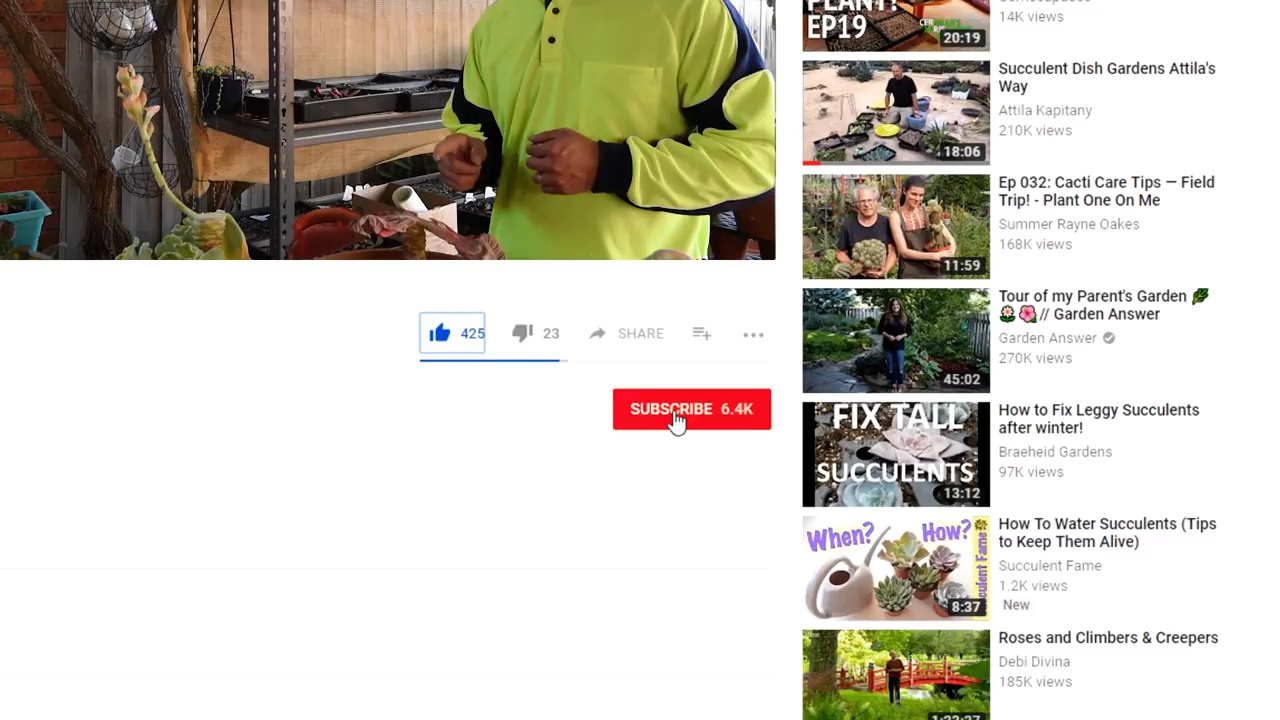 425
23
SHARE
SUBSCRIBE 6.4K
PLANT?
EP19
20:19
14K views
18:06
Succulent Dish Gardens Attila's
Way
Attila Kapitany
210K views
11:59
Ep 032: Cacti Care Tips — Field
Trip! - Plant One On Me
Summer Rayne Oakes
168K views
45:02
Tour of my Parent's Garden 🌿
🌼🌺// Garden Answer
Garden Answer
270K views
FIX TALL
SUCCULENTS
13:12
How to Fix Leggy Succulents
after winter!
Braeheid Gardens
97K views
When?
How?
Succulent Fame
8:37
How To Water Succulents (Tips
to Keep Them Alive)
Succulent Fame
1.2K views
New
Roses and Climbers & Creepers
Debi Divina
185K views